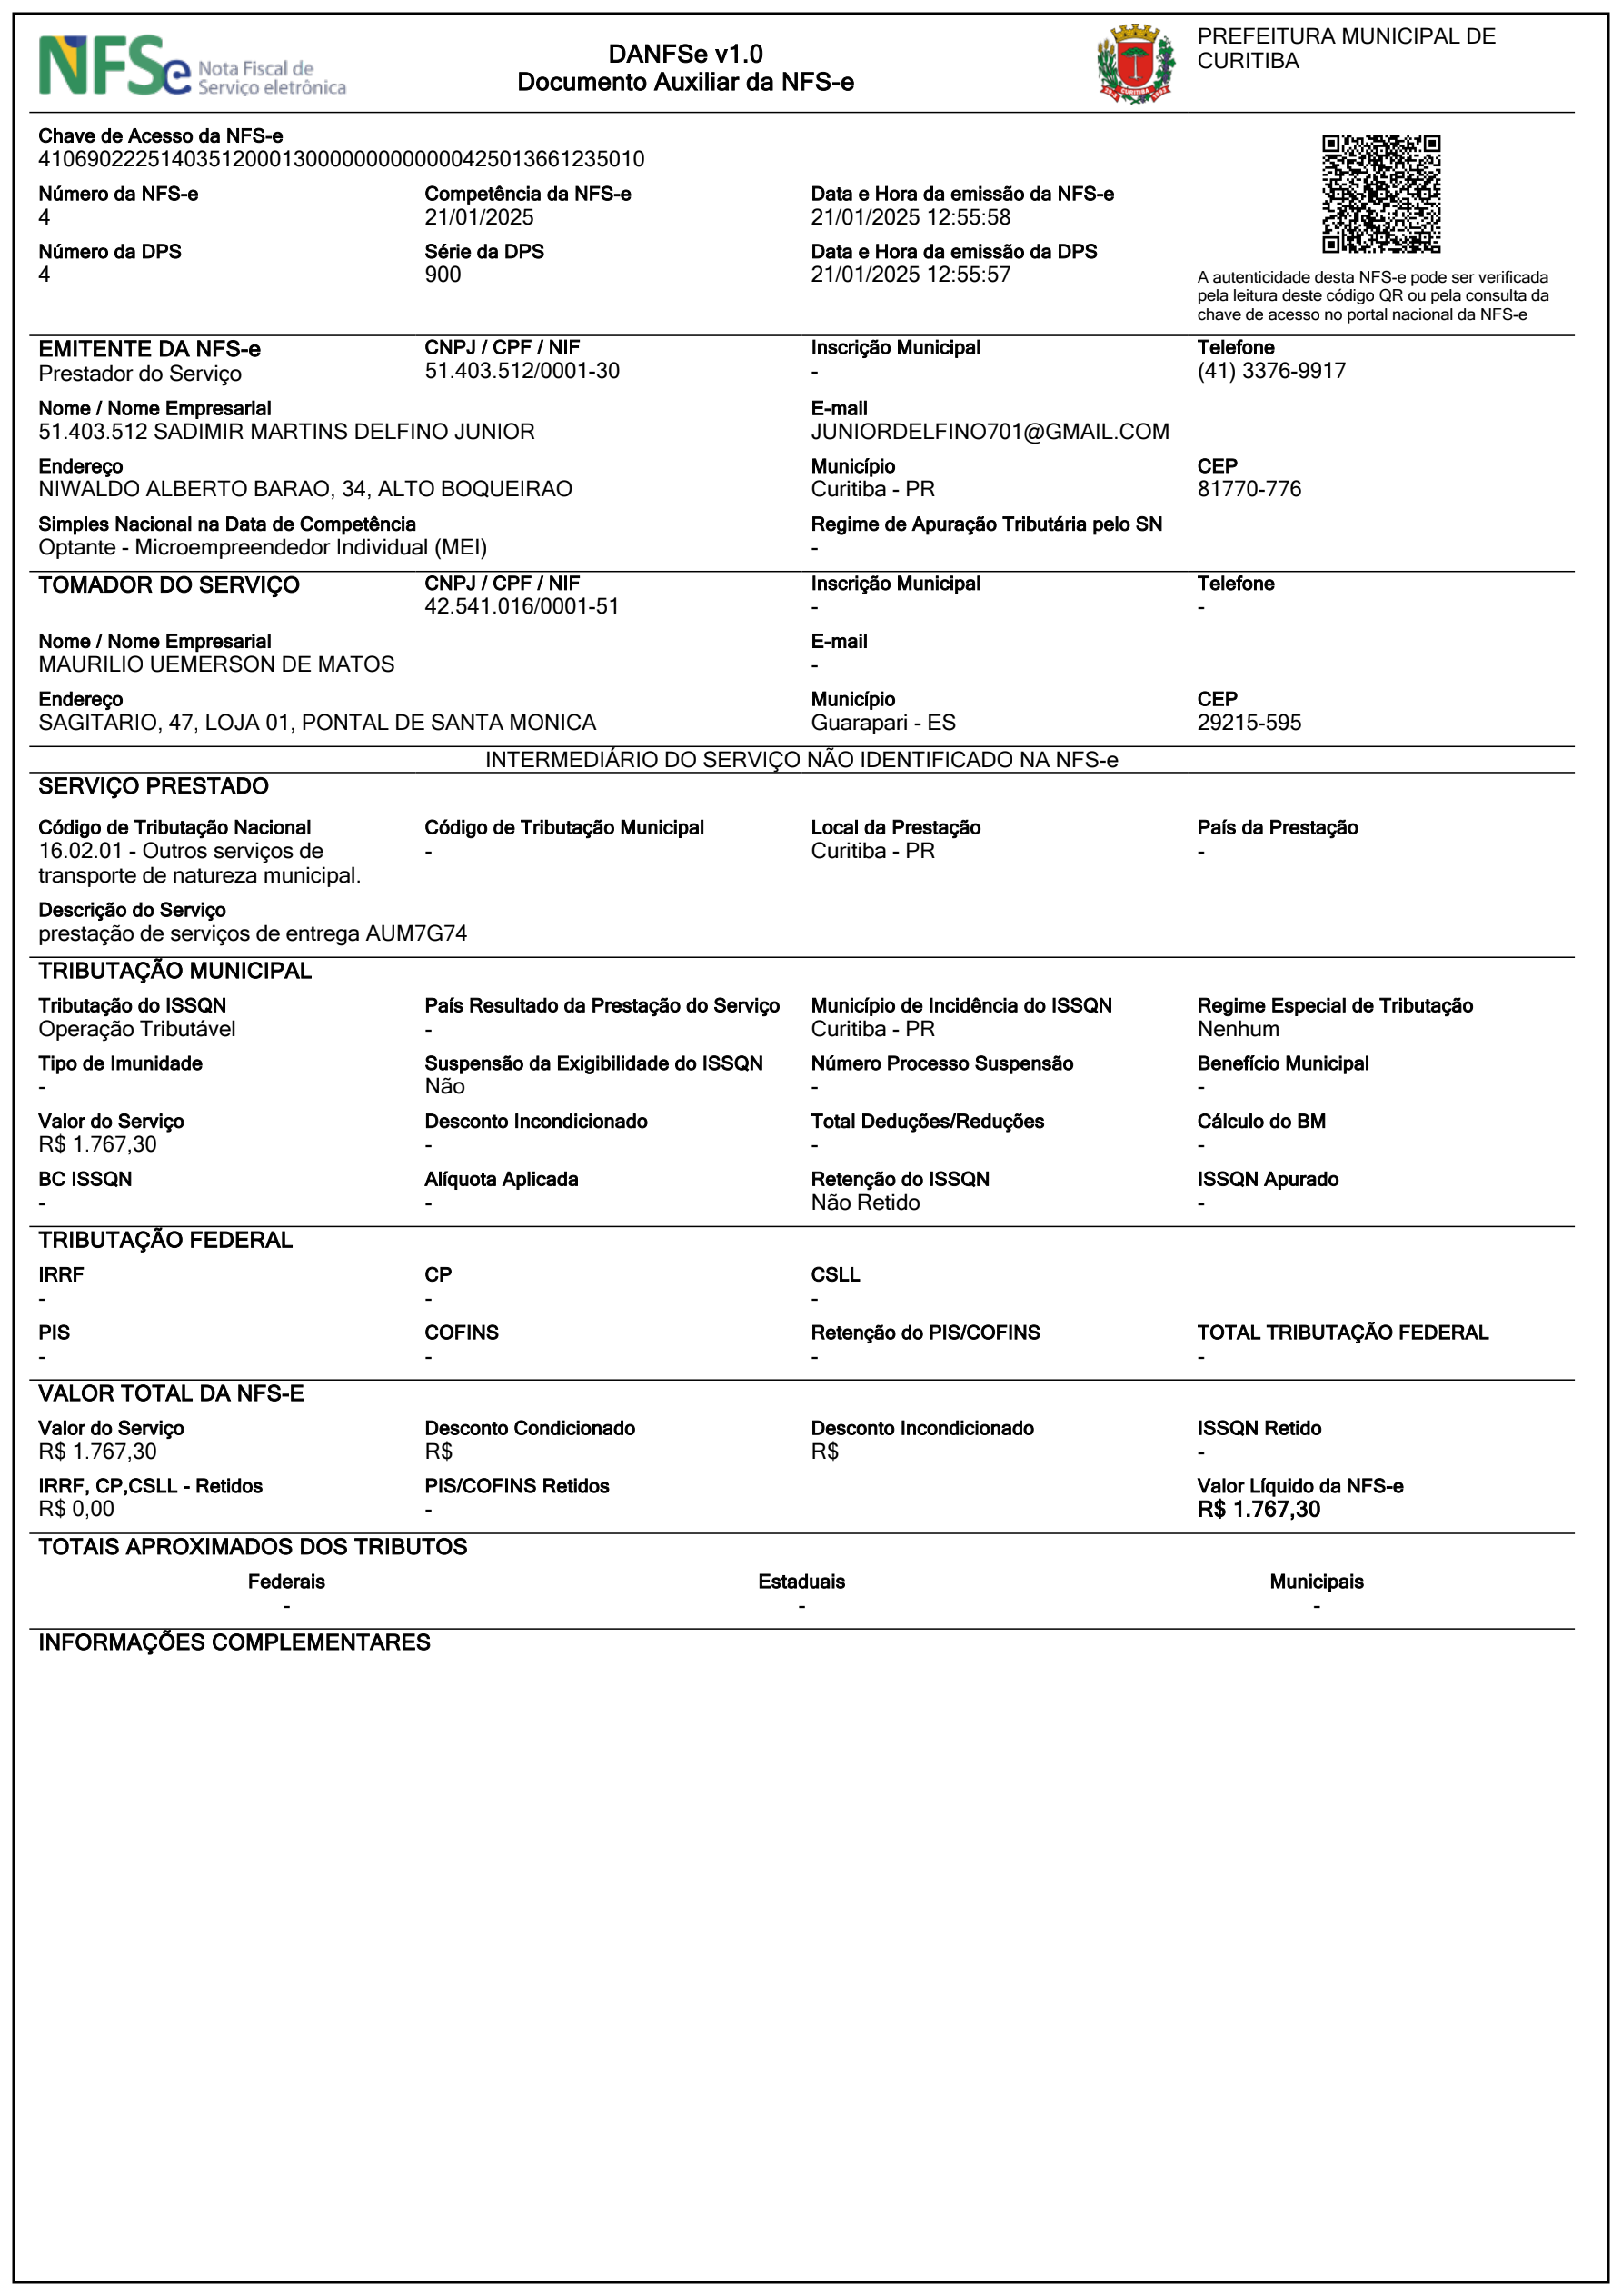 NFSe Nota Fiscal de
Serviço eletrônica
DANFSe v1.0
Documento Auxiliar da NFS-e
PREFEITURA MUNICIPAL DE
CURITIBA
Chave de Acesso da NFS-e
41069022251403512000130000000000000425013661235010
Número da NFS-e Competência da NFS-e Data e Hora da emissão da NFS-e
4 21/01/2025 21/01/2025 12:55:58
Número da DPS Série da DPS Data e Hora da emissão da DPS
4 900 21/01/2025 12:55:57
A autenticidade desta NFS-e pode ser verificada
pela leitura deste código QR ou pela consulta da
chave de acesso no portal nacional da NFS-e
EMITENTE DA NFS-e CNPJ / CPF / NIF Inscrição Municipal Telefone
Prestador do Serviço 51.403.512/0001-30 - (41) 3376-9917
Nome / Nome Empresarial E-mail
51.403.512 SADIMIR MARTINS DELFINO JUNIOR JUNIORDELFINO701@GMAIL.COM
Endereço Município CEP
NIWALDO ALBERTO BARAO, 34, ALTO BOQUEIRAO Curitiba - PR 81770-776
Simples Nacional na Data de Competência Regime de Apuração Tributária pelo SN
Optante - Microempreendedor Individual (MEI) -
TOMADOR DO SERVIÇO CNPJ / CPF / NIF Inscrição Municipal Telefone
42.541.016/0001-51 - -
Nome / Nome Empresarial E-mail
MAURILIO UEMERSON DE MATOS -
Endereço Município CEP
SAGITARIO, 47, LOJA 01, PONTAL DE SANTA MONICA Guarapari - ES 29215-595
INTERMEDIÁRIO DO SERVIÇO NÃO IDENTIFICADO NA NFS-e
SERVIÇO PRESTADO
Código de Tributação Nacional Código de Tributação Municipal Local da Prestação País da Prestação
16.02.01 - Outros serviços de - Curitiba - PR -
transporte de natureza municipal.
Descrição do Serviço
prestação de serviços de entrega AUM7G74
TRIBUTAÇÃO MUNICIPAL
Tributação do ISSQN País Resultado da Prestação do Serviço Município de Incidência do ISSQN Regime Especial de Tributação
Operação Tributável - Curitiba - PR Nenhum
Tipo de Imunidade Suspensão da Exigibilidade do ISSQN Número Processo Suspensão Benefício Municipal
- Não - -
Valor do Serviço Desconto Incondicionado Total Deduções/Reduções Cálculo do BM
R$ 1.767,30 - - -
BC ISSQN Alíquota Aplicada Retenção do ISSQN ISSQN Apurado
- - Não Retido -
TRIBUTAÇÃO FEDERAL
IRRF CP CSLL
- - -
PIS COFINS Retenção do PIS/COFINS TOTAL TRIBUTAÇÃO FEDERAL
- - - -
VALOR TOTAL DA NFS-E
Valor do Serviço Desconto Condicionado Desconto Incondicionado ISSQN Retido
R$ 1.767,30 R$ R$ -
IRRF, CP,CSLL - Retidos PIS/COFINS Retidos Valor Líquido da NFS-e
R$ 0,00 - R$ 1.767,30
TOTAIS APROXIMADOS DOS TRIBUTOS
Federais Estaduais Municipais
- - -
INFORMAÇÕES COMPLEMENTARES